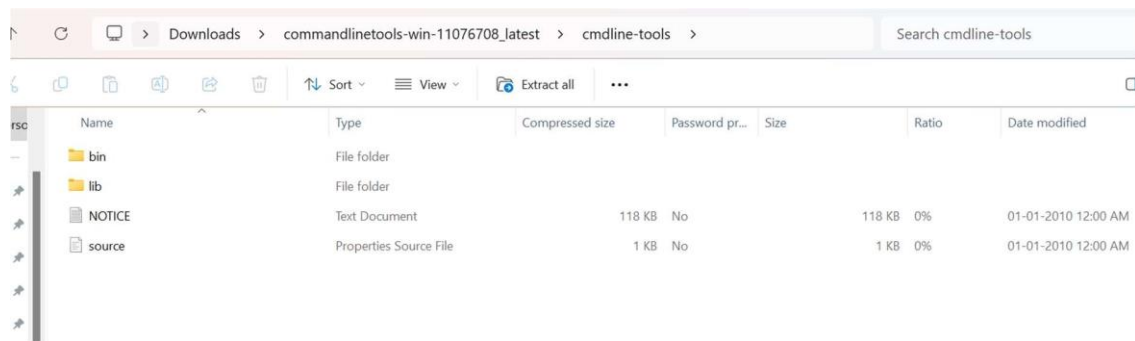 Downloads > commandlinetools-win-11076708_latest > cmdline-tools > Search cmdline-tools
Sort View Extract all
Name Type Compressed size Password pr... Size Ratio Date modified
bin File folder
lib File folder
NOTICE Text Document 118 KB No 118 KB 0% 01-01-2010 12:00 AM
source Properties Source File 1 KB No 1 KB 0% 01-01-2010 12:00 AM